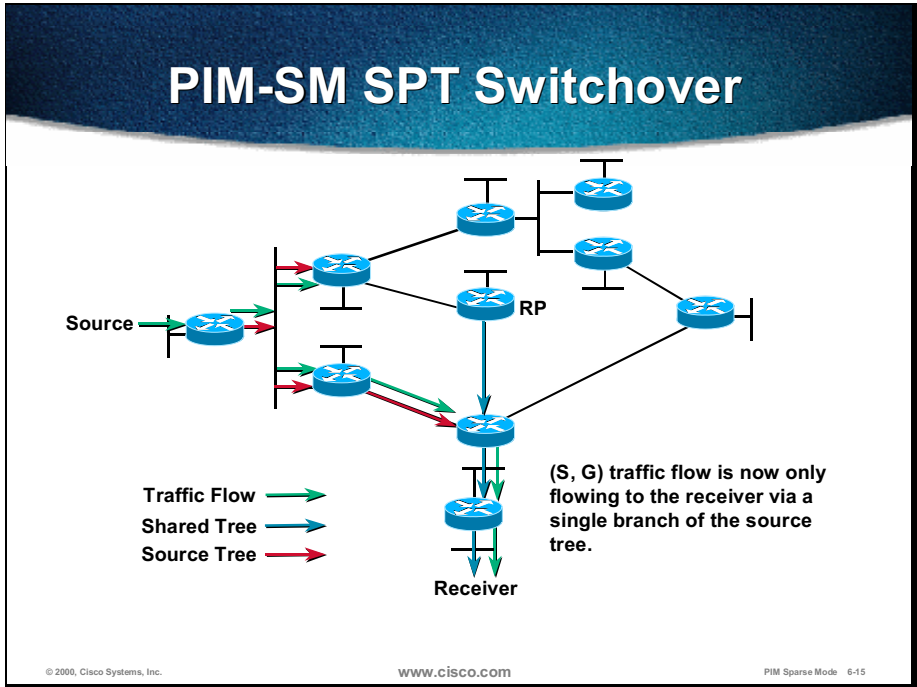 PIM-SM SPT Switchover
RP
Source
(S, G) traffic flow is now only
flowing to the receiver via a
single branch of the source
tree.
Traffic Flow
Shared Tree
Source Tree
Receiver
© 2000, Cisco Systems, Inc.
www.cisco.com
PIM Sparse Mode 6-15